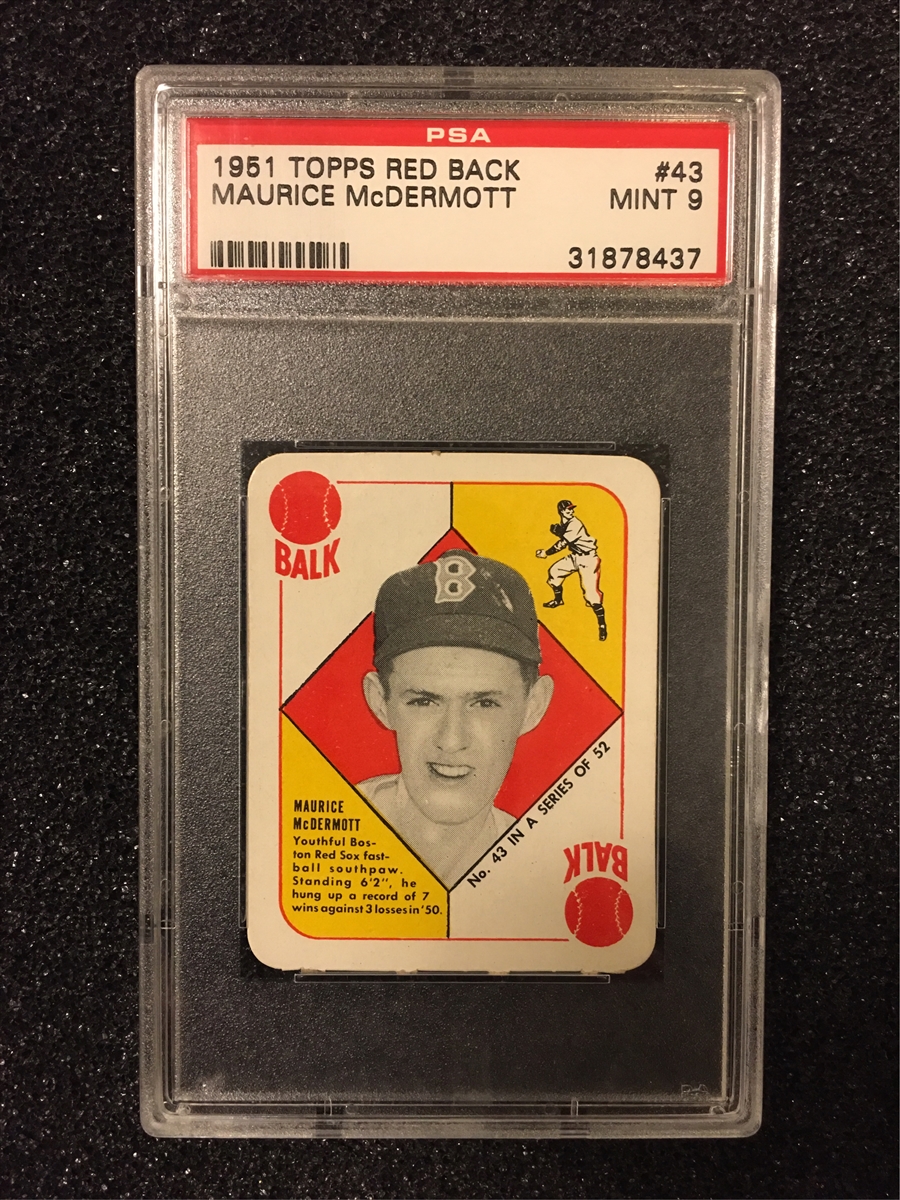 PSA
1951 TOPPS RED BACK #43
MAURICE McDERMOTT MINT 9
31878437
BALK
B
MAURICE
McDERMOTT
Youthful Bos-
ton Red Sox fast-
ball southpaw.
Standing 6'2", he
hung up a record of 7
wins against 3 losses in '50.
No. 43 IN A SERIES OF 52
BALK